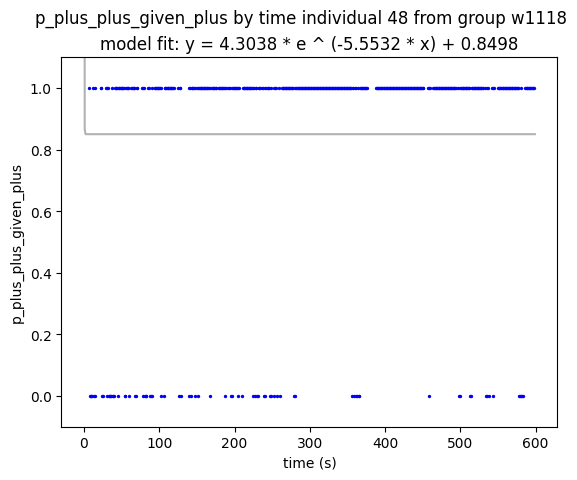 p_plus_plus_given_plus by time individual 48 from group w1118
model fit: y = 4.3038 * e ^ (-5.5532 * x) + 0.8498
1.0
0.8
0.6
0.4
0.2
0.0
p_plus_plus_given_plus
0 100 200 300 400 500 600
time (s)